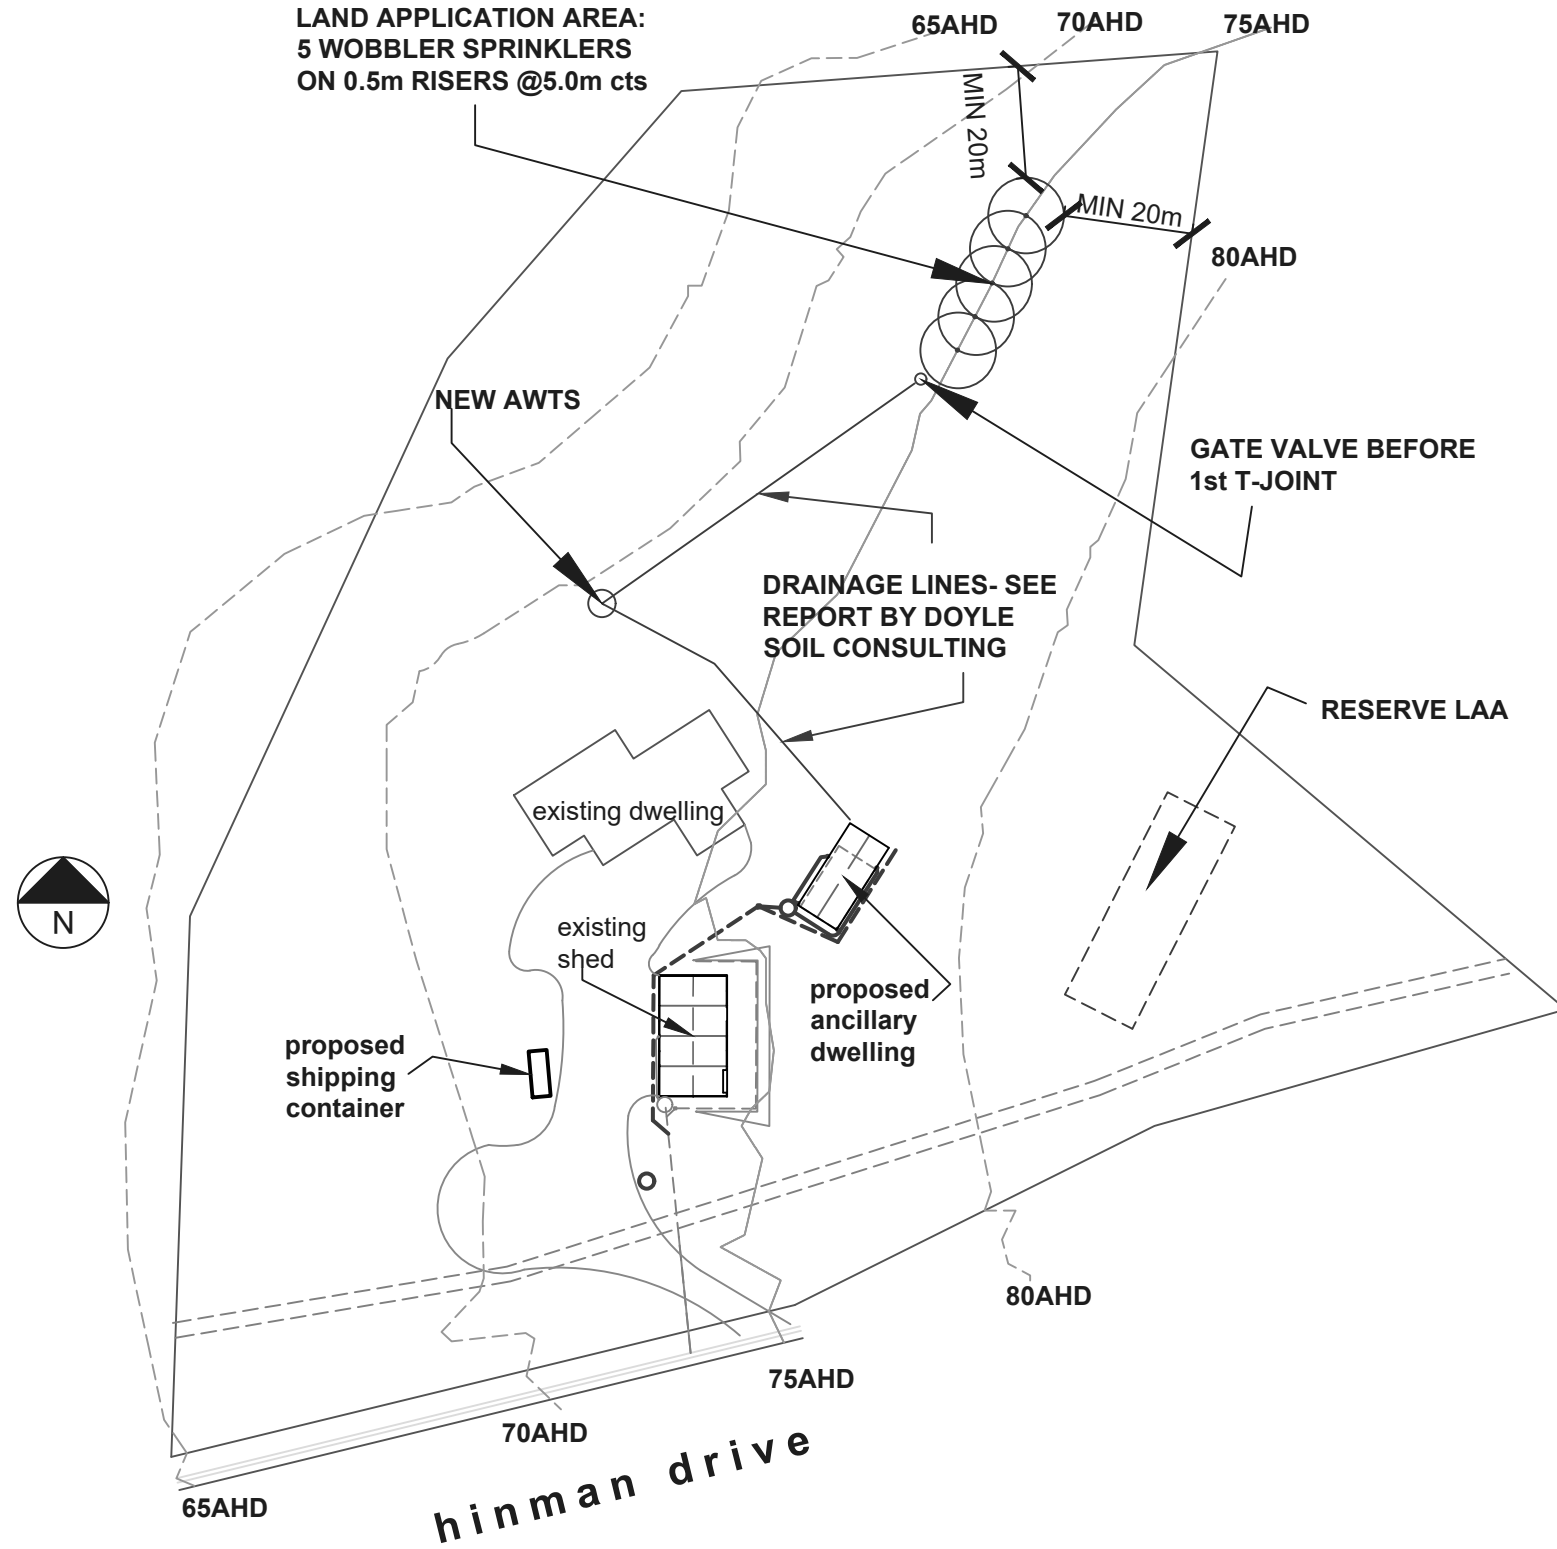 LAND APPLICATION AREA:
5 WOBBLER SPRINKLERS
ON 0.5m RISERS @5.0m cts
65AHD
70AHD
75AHD
MIN 20m
MIN 20m
80AHD
NEW AWTS
GATE VALVE BEFORE
1st T-JOINT
DRAINAGE LINES- SEE
REPORT BY DOYLE
SOIL CONSULTING
RESERVE LAA
existing dwelling
N
existing
shed
proposed
ancillary
dwelling
proposed
shipping
container
80AHD
75AHD
70AHD
65AHD
hinman drive